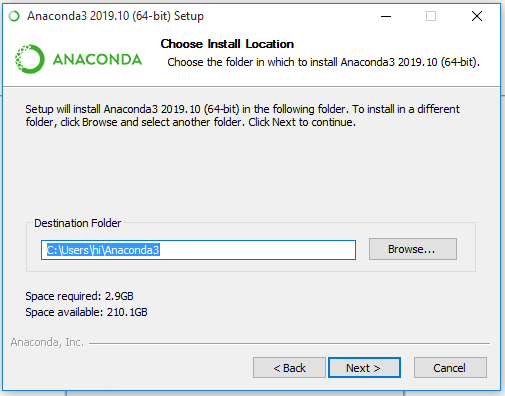 Anaconda3 2019.10 (64-bit) Setup
ANACONDA
Choose Install Location
Choose the folder in which to install Anaconda3 2019.10 (64-bit).
Setup will install Anaconda3 2019.10 (64-bit) in the following folder. To install in a different
folder, click Browse and select another folder. Click Next to continue.
Destination Folder
C:\Users\hi\Anaconda3
Browse...
Space required: 2.9GB
Space available: 210.1GB
Anaconda, Inc.
< Back
Next >
Cancel